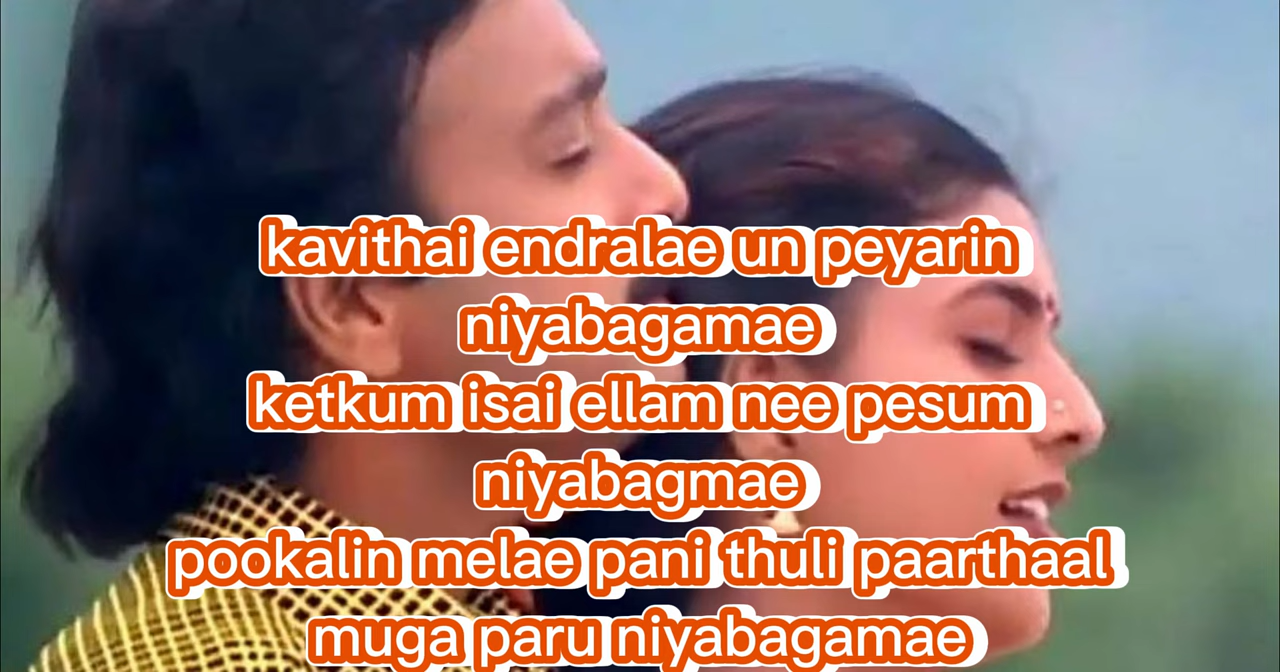 kavithai endralae un peyarin
niyabagamae
ketkum isai ellam nee pesum
niyabagmae
pookalin melae pani thuli paarthaal
muga paru niyabagamae